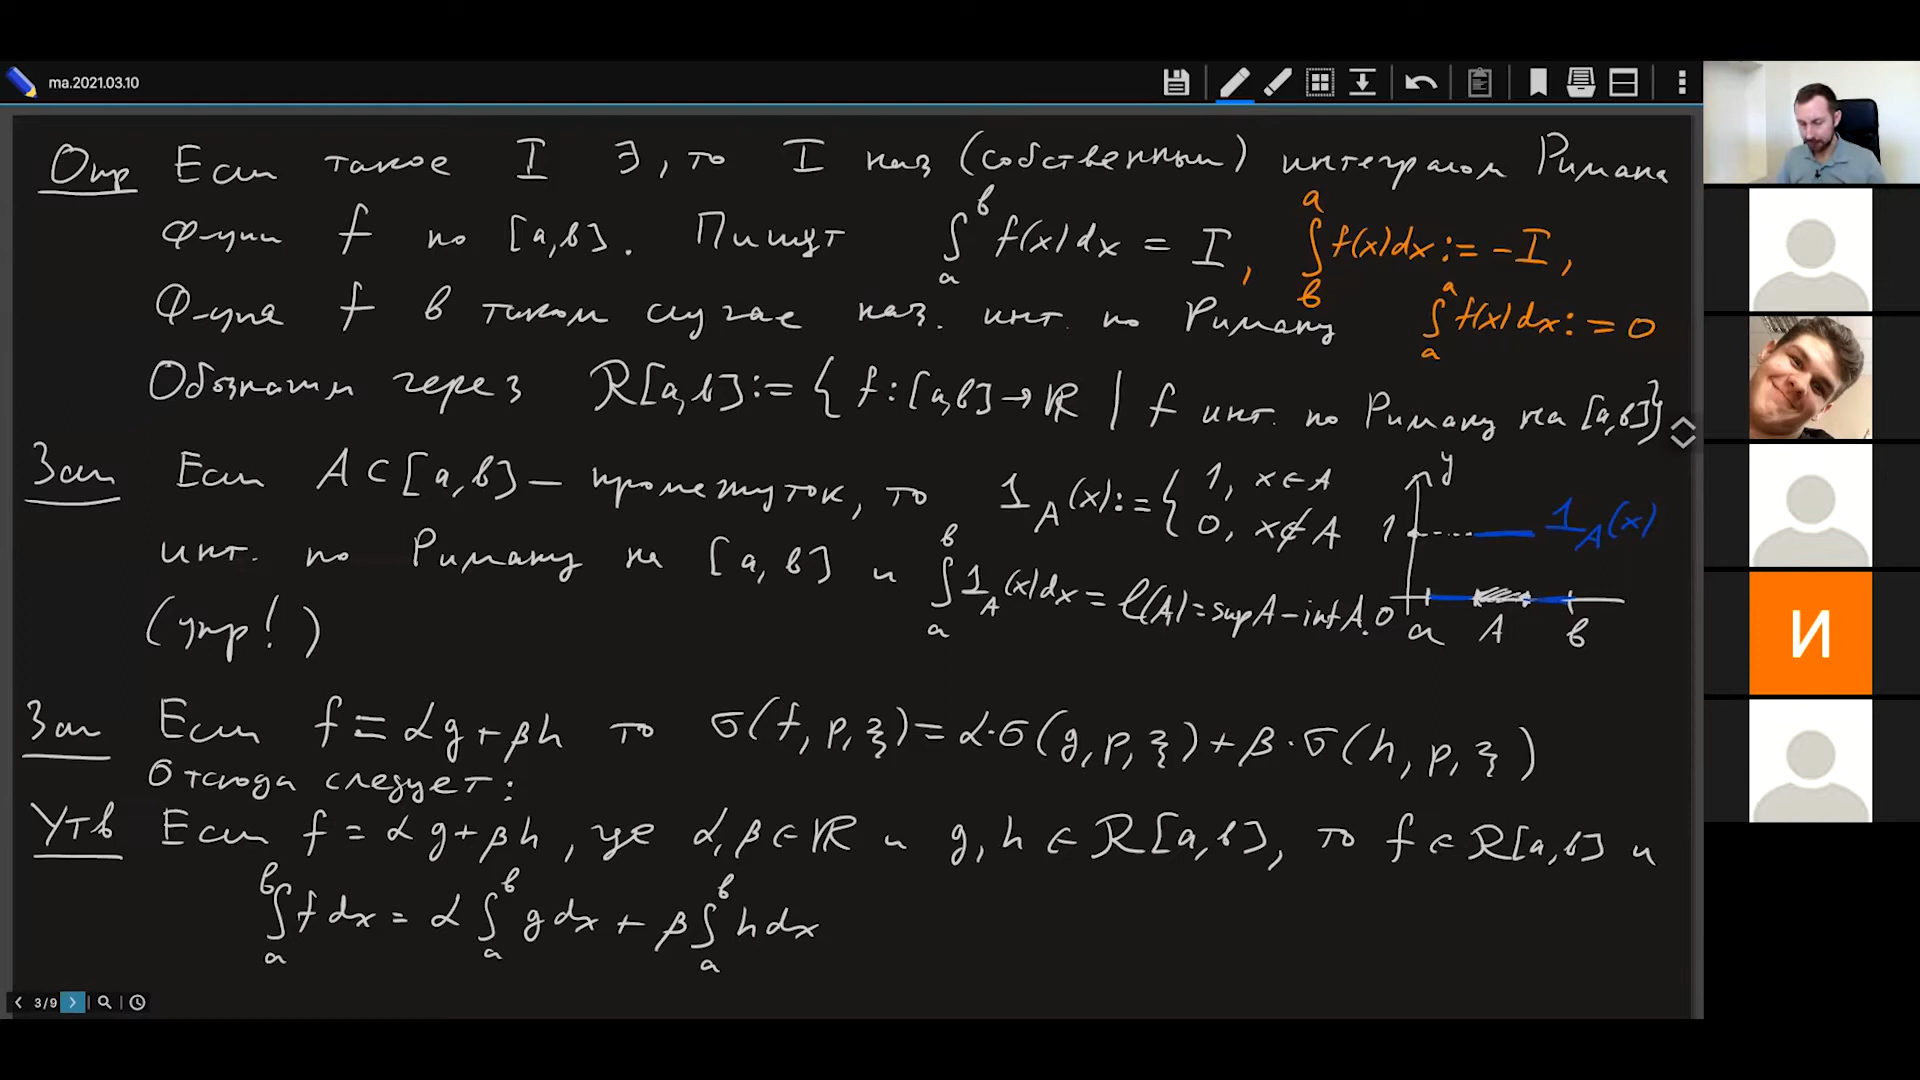 ma.2021.03.10
Опр Если такое I ∃, то I наз (собственным) интегралом Римана
ф-ции f по [a,b]. Пишут ∫_a^b f(x)dx = I, ∫_b^a f(x)dx := -I,
Ф-ция f в таком случае наз. инт. по Риману ∫_a^a f(x)dx := 0
Обозначим через R[a,b] := { f : [a,b] → ℝ | f инт. по Риману на [a,b]}
Зам Если A ⊂ [a,b] – промежуток, то 1_A(x) := { 1, x ∈ A
0, x ∉ A
y
1
1_A(x)
инт. по Риману на [a,b] и ∫_a^b 1_A(x)dx = ℓ(A) = sup A – inf A.
0 a A b
(упр!)
Зам Если f = αg + βh то σ(f, p, ξ) = α·σ(g, p, ξ) + β·σ(h, p, ξ)
Отсюда следует:
Утв Если f = αg + βh, где α, β ∈ ℝ и g, h ∈ R[a,b], то f ∈ R[a,b] и
∫_a^b f dx = α ∫_a^b g dx + β ∫_a^b h dx
3/9
И